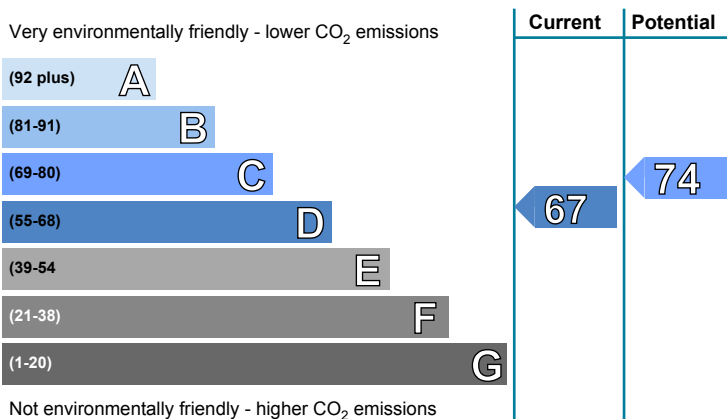 Current Potential
Very environmentally friendly - lower CO2 emissions
(92 plus) A
(81-91) B
(69-80) C
74
(55-68) D
67
(39-54 E
(21-38) F
(1-20) G
Not environmentally friendly - higher CO2 emissions